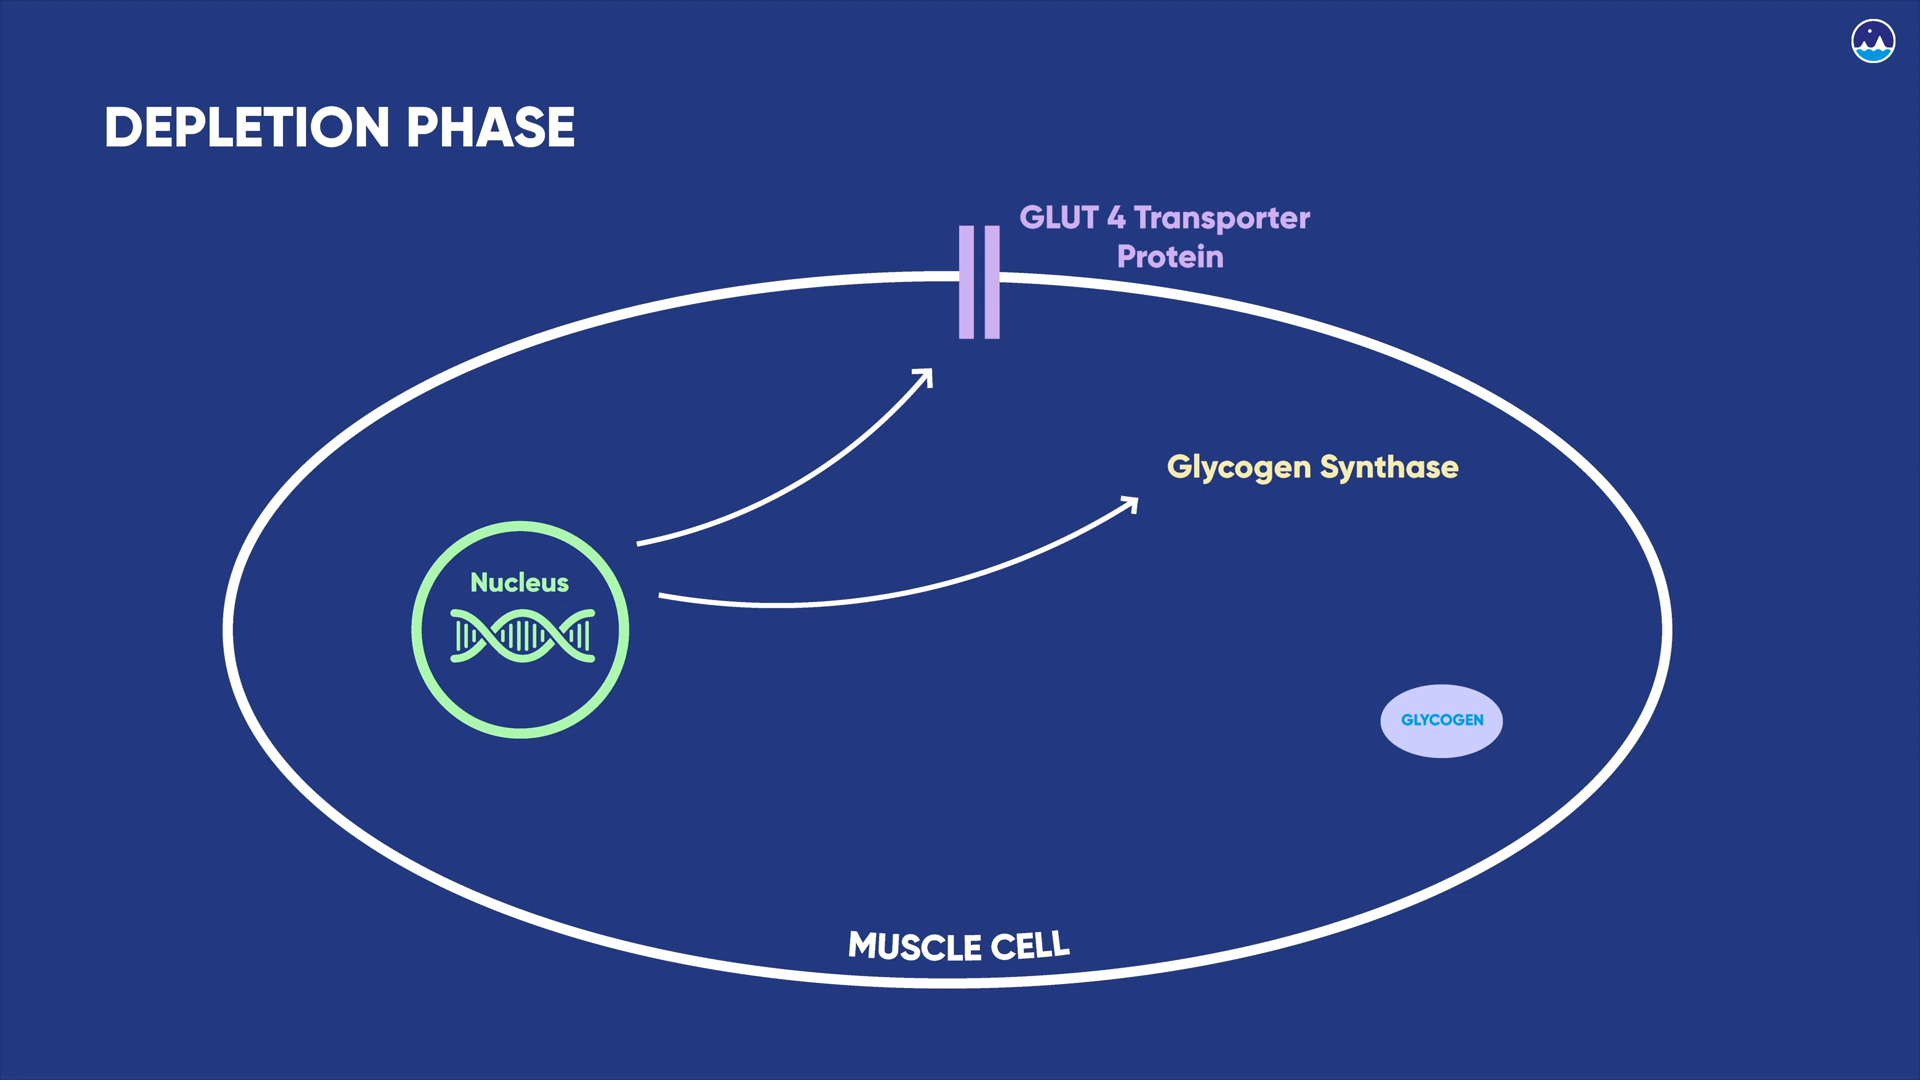 DEPLETION PHASE
GLUT 4 Transporter
Protein
Glycogen Synthase
Nucleus
GLYCOGEN
MUSCLE CELL